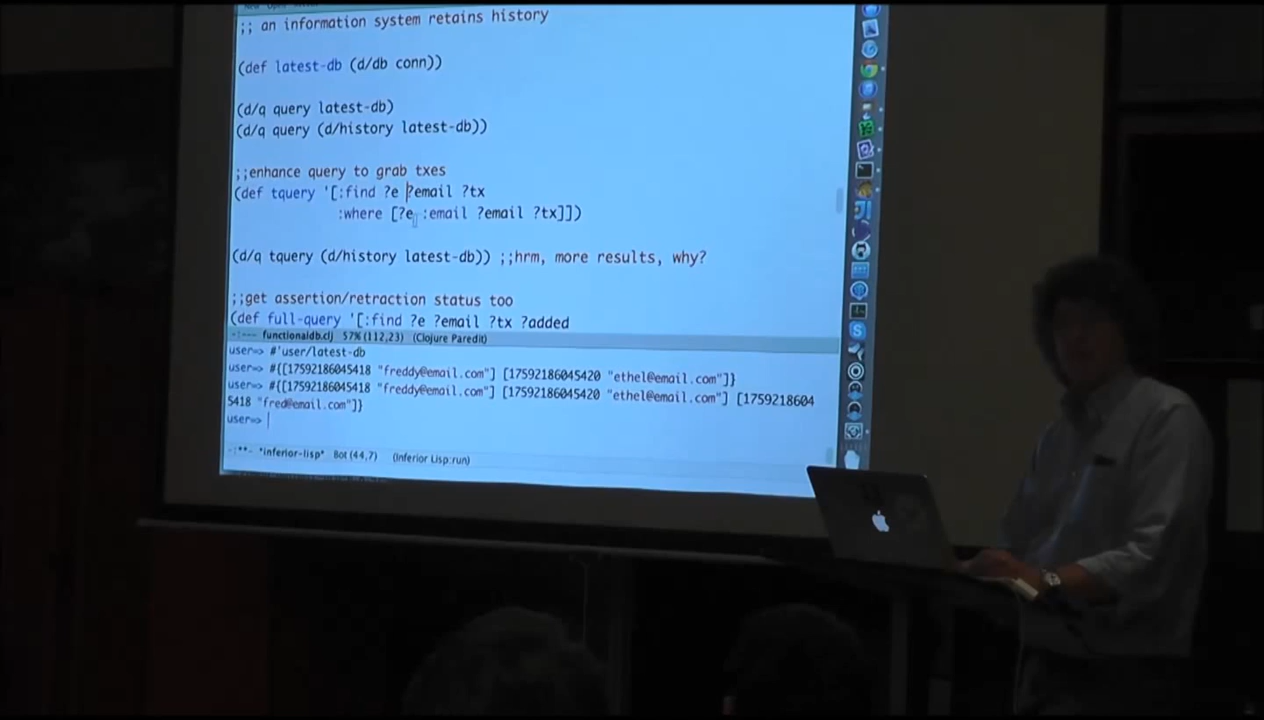 ;; an information system retains history
(def latest-db (d/db conn))
(d/q query latest-db)
(d/q query (d/history latest-db))
;;enhance query to grab txes
(def tquery '[:find ?e ?email ?tx
:where [?e :email ?email ?tx]])
(d/q tquery (d/history latest-db)) ;;hrm, more results, why?
;;get assertion/retraction status too
(def full-query '[:find ?e ?email ?tx ?added
-:--- functionaldb.clj 57% (112,23) (Clojure Paredit)
user=> #'user/latest-db
user=> #{[17592186045418 "freddy@email.com"] [17592186045420 "ethel@email.com"]}
user=> #{[17592186045418 "freddy@email.com"] [17592186045420 "ethel@email.com"] [1759218604
5418 "fred@email.com"]}
user=>
-:**- *inferior-lisp* Bot (44,7) (Inferior Lisp:run)